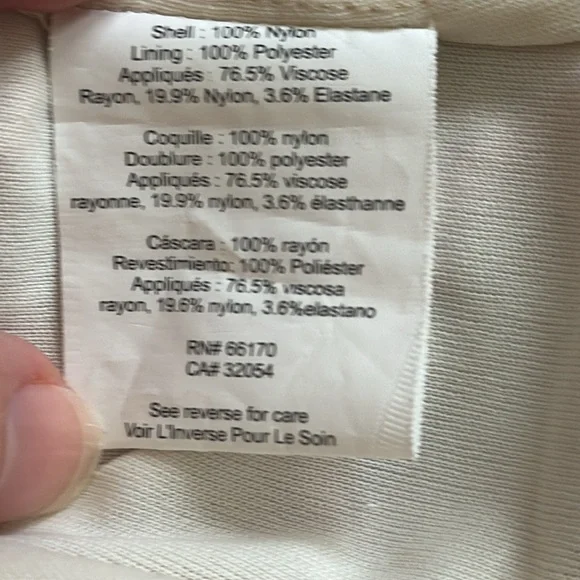 Shell : 100% Nylon
Lining : 100% Polyester
Appliqués : 76.5% Viscose
Rayon, 19.9% Nylon, 3.6% Elastane
Coquille : 100% nylon
Doublure : 100% polyester
Appliqués : 76.5% viscose
rayonne, 19.9% nylon, 3.6% élasthanne
Cáscara : 100% rayón
Revestimiento: 100% Poliéster
Appliqués : 76.5% viscosa
rayon, 19.6% nylon, 3.6%elastano
RN# 66170
CA# 32054
See reverse for care
Voir L'Inverse Pour Le Soin